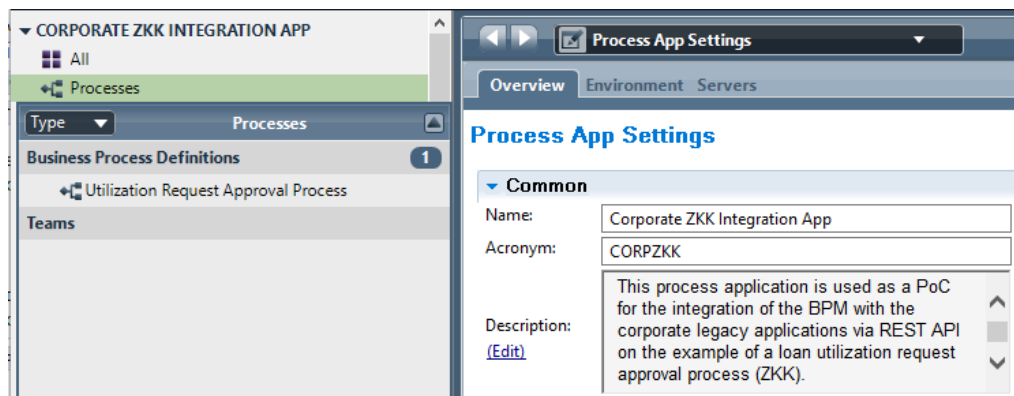 CORPORATE ZKK INTEGRATION APP
All
Processes
Type
Processes
Business Process Definitions
1
Utilization Request Approval Process
Teams
Process App Settings
Overview
Environment
Servers
Process App Settings
Common
Name:
Corporate ZKK Integration App
Acronym:
CORPZKK
Description:
(Edit)
This process application is used as a PoC
for the integration of the BPM with the
corporate legacy applications via REST API
on the example of a loan utilization request
approval process (ZKK).